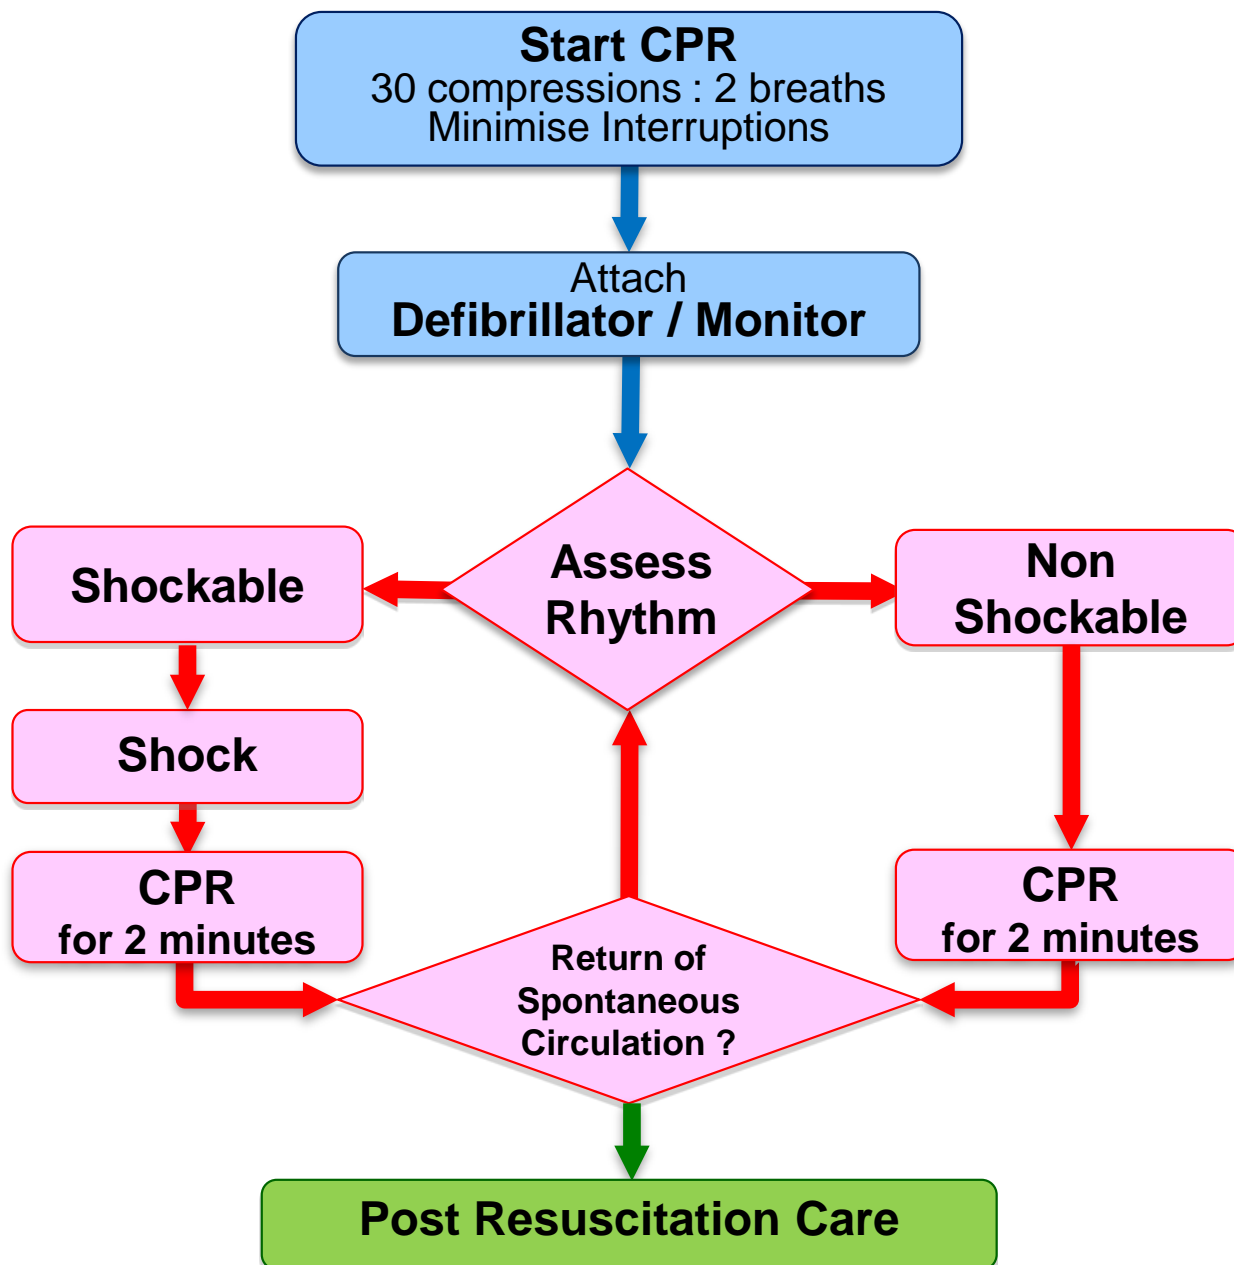 Start CPR
30 compressions : 2 breaths
Minimise Interruptions
Attach
Defibrillator / Monitor
Assess
Rhythm
Shockable
Non
Shockable
Shock
CPR
for 2 minutes
CPR
for 2 minutes
Return of
Spontaneous
Circulation ?
Post Resuscitation Care